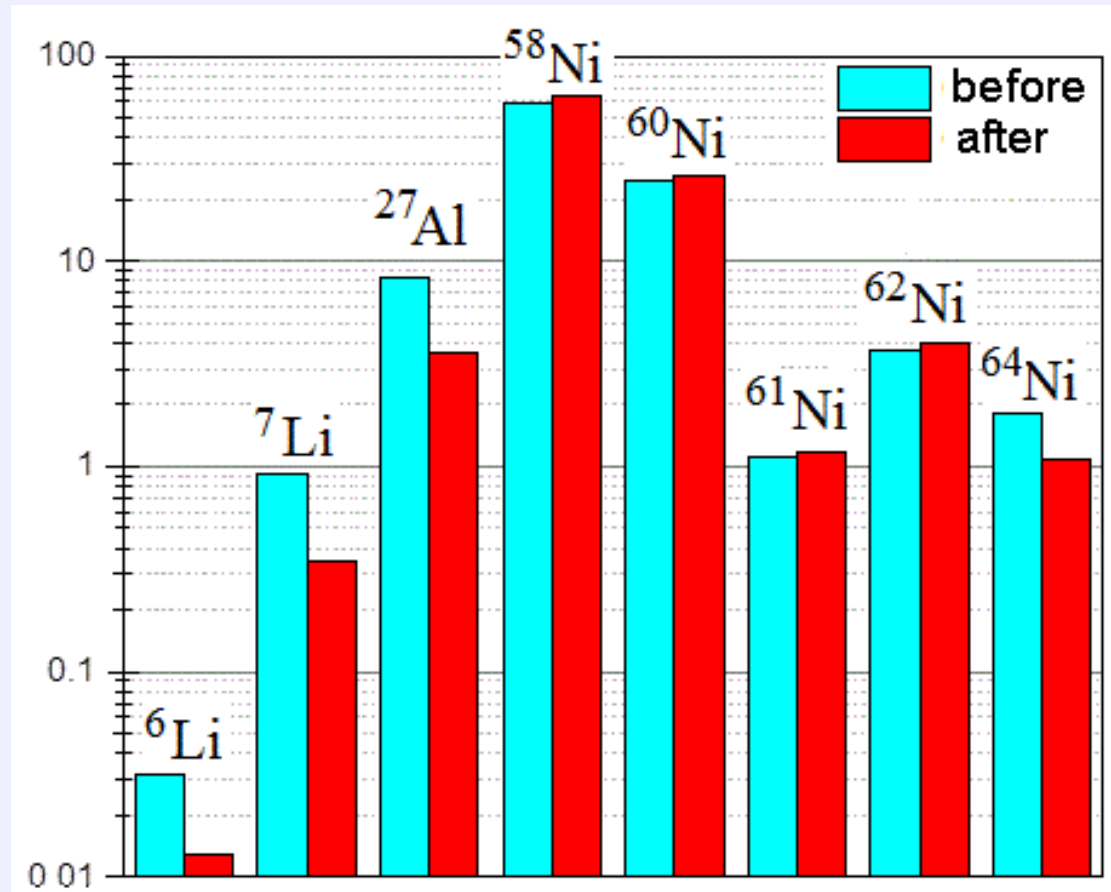 100
10
1
0.1
0 01
⁶Li
⁷Li
²⁷Al
⁵⁸Ni
⁶⁰Ni
⁶¹Ni
⁶²Ni
⁶⁴Ni
before
after